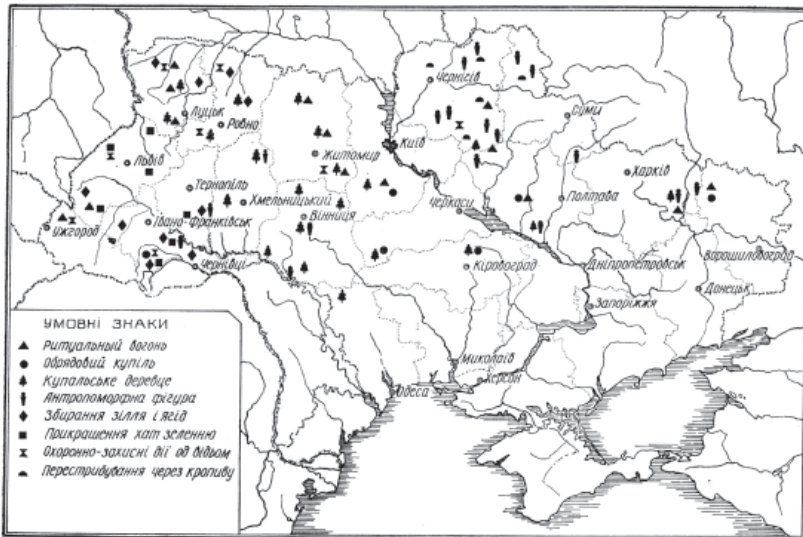 Чернігів
Суми
Луцьк
Ровно
Київ
Житомир
Львів
Харків
Тернопіль
Хмельницький
Полтава
Черкаси
Вінниця
Івано-Франківськ
Ужгород
Ворошиловград
Чернівці
Кіровоград
Дніпропетровськ
Донецьк
Запоріжжя
Миколаїв
Херсон
Одеса
УМОВНІ ЗНАКИ
Ритуальный вогонь
Обрядовий купіль
Купальське деревце
Антропоморфна фігура
Збирання зілля і ягід
Прикрашення хат зеленню
Охоронно-захисні дії од відьом
Перестрибування через кропиву